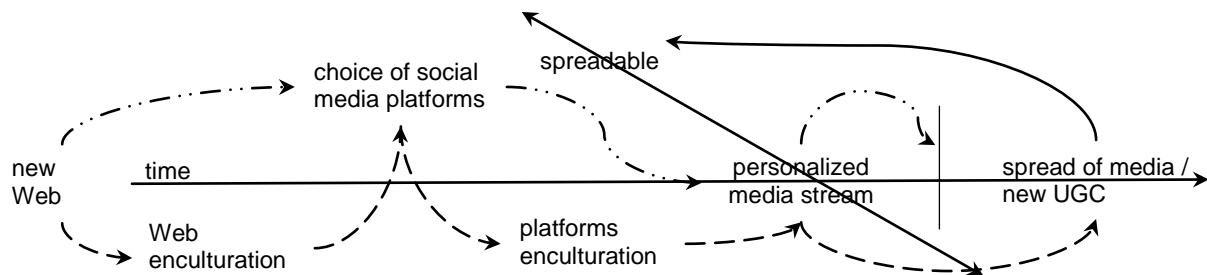 spreadable
choice of social
media platforms
new
Web
time
personalized
media stream
spread of media /
new UGC
Web
enculturation
platforms
enculturation